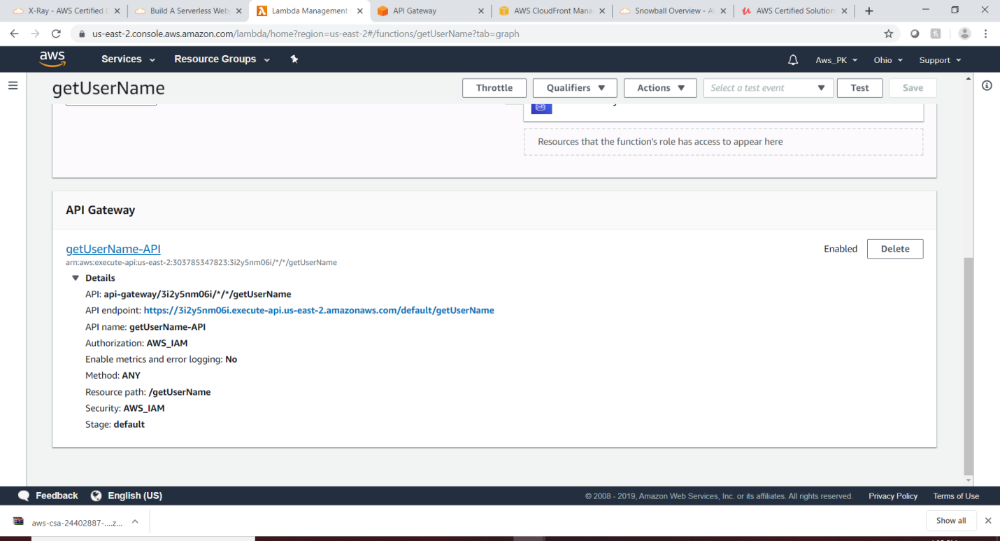 X-Ray - AWS Certified D
Build A Serverless Webp
Lambda Management
API Gateway
AWS CloudFront Mana
Snowball Overview - AV
AWS Certified Solution
us-east-2.console.aws.amazon.com/lambda/home?region=us-east-2#/functions/getUserName?tab=graph
aws Services Resource Groups Aws_PK Ohio Support
getUserName Throttle Qualifiers Actions Select a test event Test Save
Resources that the function's role has access to appear here
API Gateway
getUserName-API Enabled Delete
arn:aws:execute-api:us-east-2:303785347823:3i2y5nm06i/*/*/getUserName
Details
API: api-gateway/3i2y5nm06i/*/*/getUserName
API endpoint: https://3i2y5nm06i.execute-api.us-east-2.amazonaws.com/default/getUserName
API name: getUserName-API
Authorization: AWS_IAM
Enable metrics and error logging: No
Method: ANY
Resource path: /getUserName
Security: AWS_IAM
Stage: default
Feedback English (US) © 2008 - 2019, Amazon Web Services, Inc. or its affiliates. All rights reserved. Privacy Policy Terms of Use
aws-csa-24402887-....z... Show all